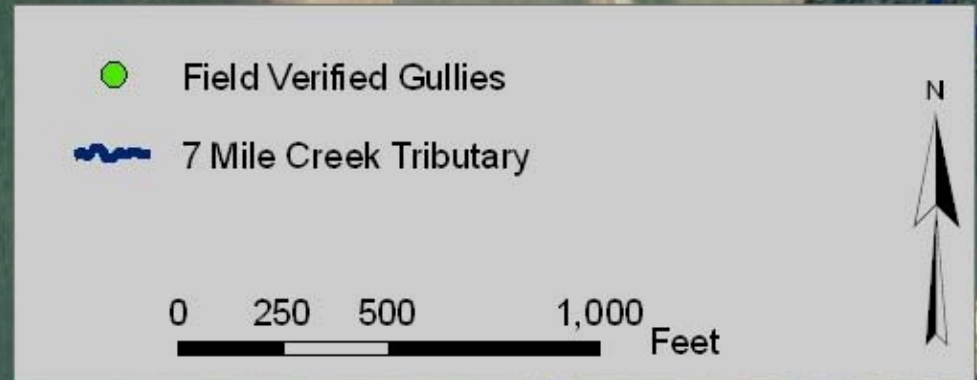 Field Verified Gullies
N
7 Mile Creek Tributary
0 250 500 1,000
Feet